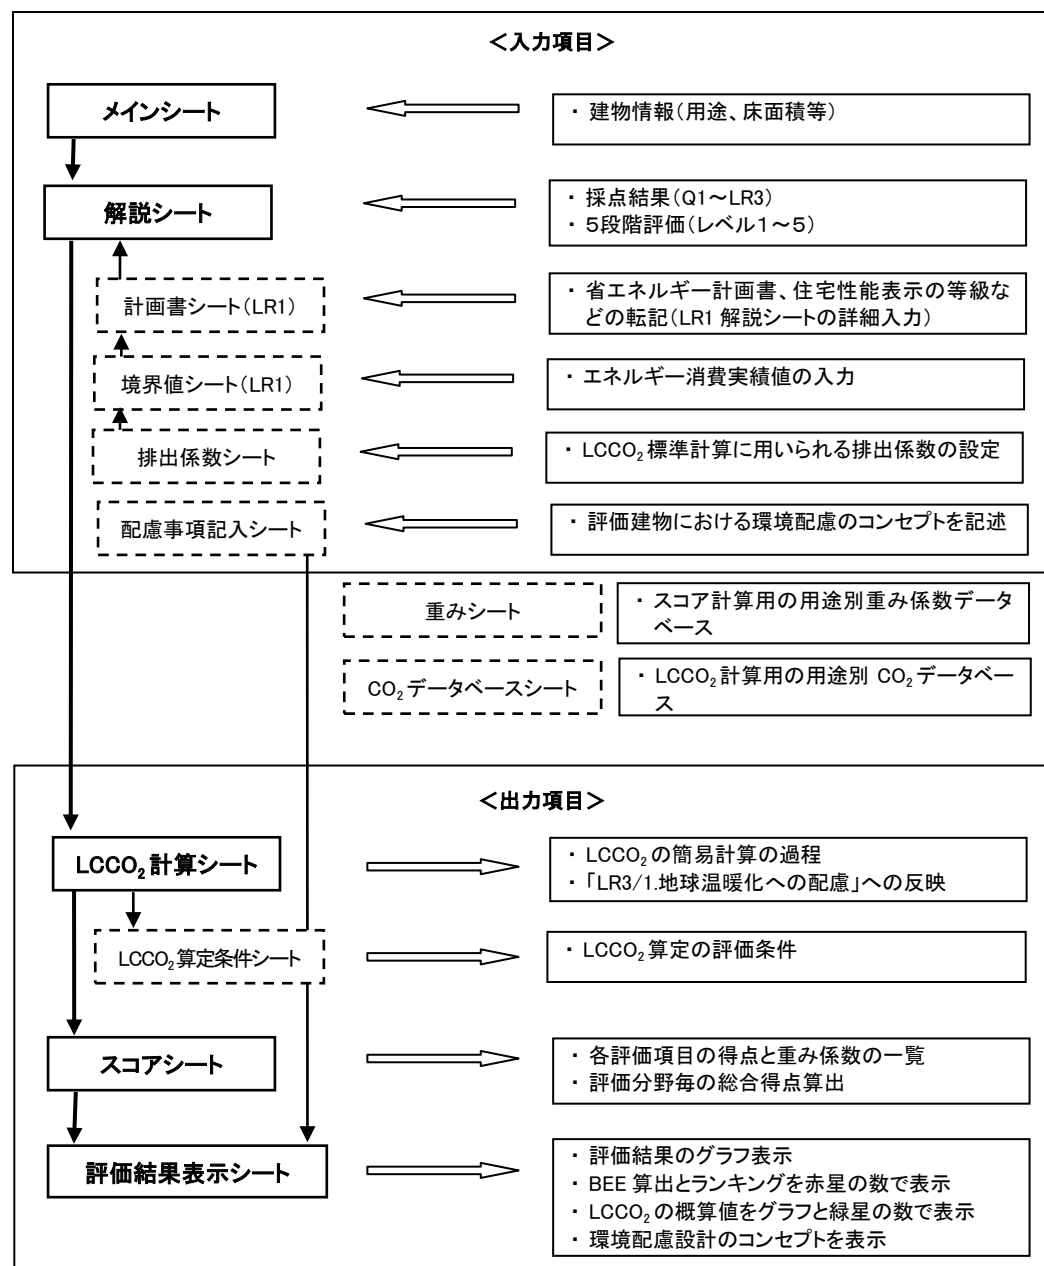 ＜入力項目＞
メインシート
・ 建物情報（用途、床面積等）
解説シート
・ 採点結果（Q1～LR3）
・ ５段階評価（レベル１～５）
計画書シート（LR1）
・ 省エネルギー計画書、住宅性能表示の等級な
どの転記（LR1 解説シートの詳細入力）
境界値シート（LR1）
・ エネルギー消費実績値の入力
排出係数シート
・ LCCO₂標準計算に用いられる排出係数の設定
配慮事項記入シート
・ 評価建物における環境配慮のコンセプトを記述
重みシート
・ スコア計算用の用途別重み係数データ
ベース
CO₂データベースシート
・ LCCO₂計算用の用途別 CO₂データベー
ス
＜出力項目＞
LCCO₂計算シート
・ LCCO₂の簡易計算の過程
・ 「LR3/1.地球温暖化への配慮」への反映
LCCO₂算定条件シート
・ LCCO₂算定の評価条件
スコアシート
・ 各評価項目の得点と重み係数の一覧
・ 評価分野毎の総合得点算出
評価結果表示シート
・ 評価結果のグラフ表示
・ BEE 算出とランキングを赤星の数で表示
・ LCCO₂の概算値をグラフと緑星の数で表示
・ 環境配慮設計のコンセプトを表示